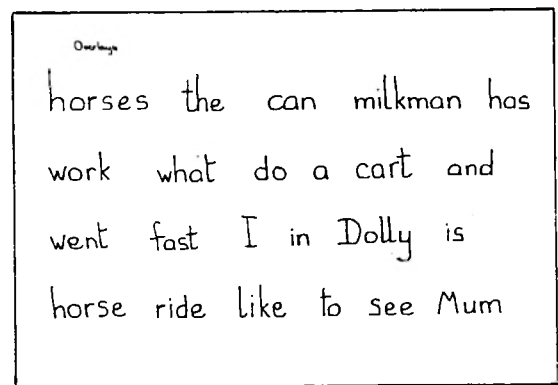 Overlays
horses the can milkman has
work what do a cart and
went fast I in Dolly is
horse ride like to see Mum